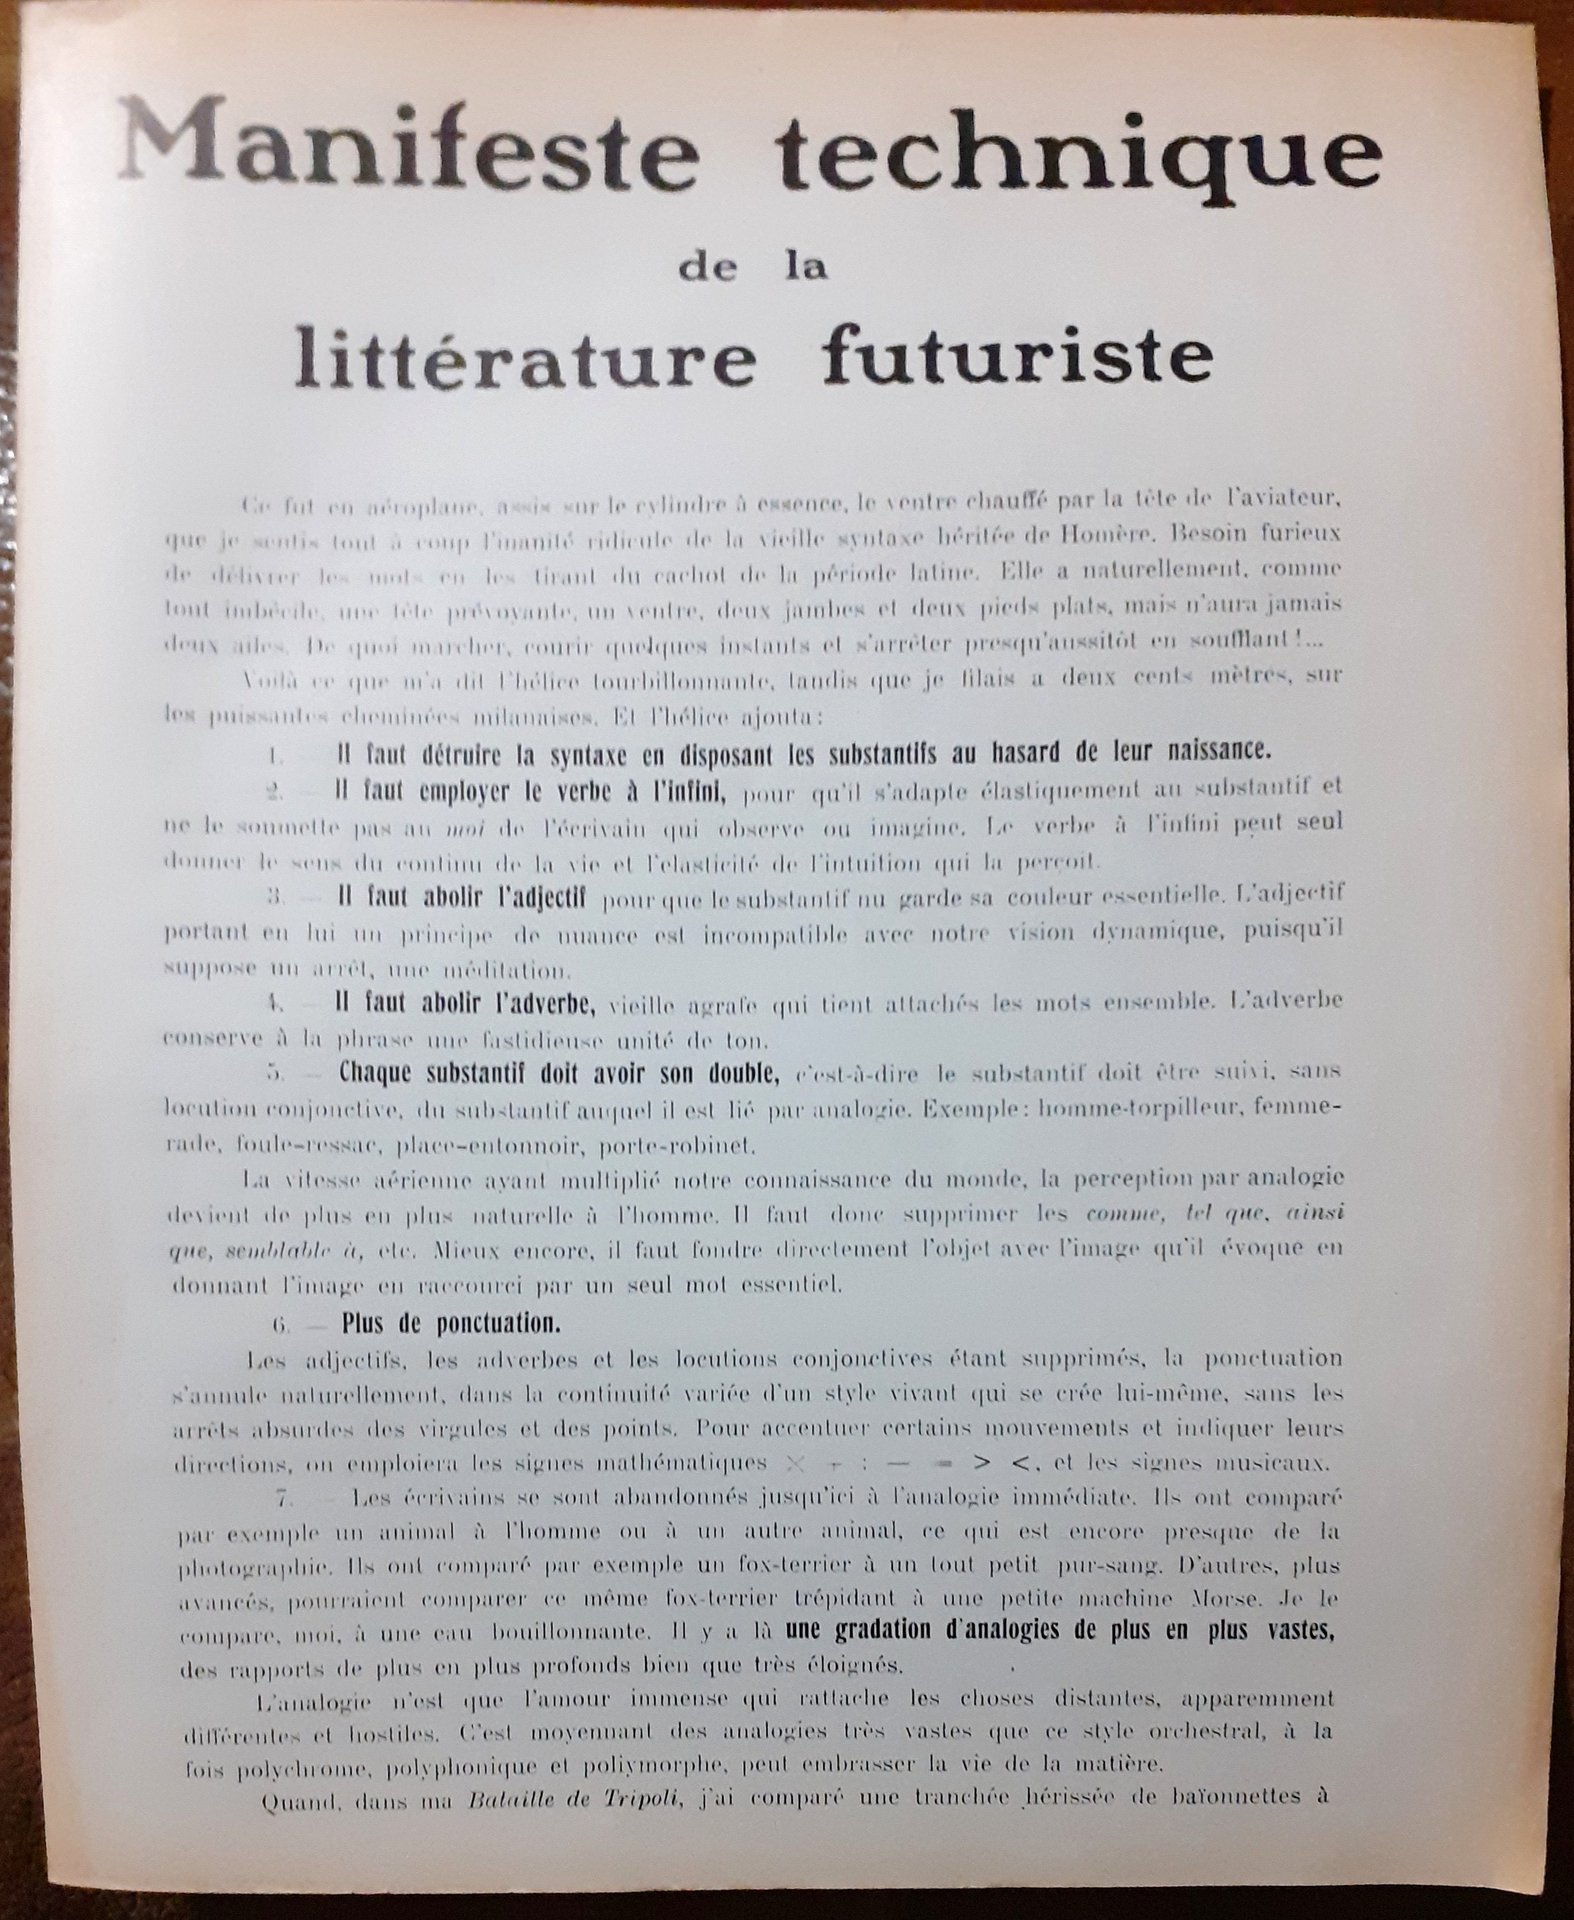 Manifeste technique
de la
littérature futuriste
Ce fut en aéroplane, assis sur le cylindre à essence, le ventre chauffé par la tête de l'aviateur,
que je sentis tout à coup l'inanité ridicule de la vieille syntaxe héritée de Homère. Besoin furieux
de délivrer les mots en les tirant du cachot de la période latine. Elle a naturellement, comme
tout imbécile, une tête prévoyante, un ventre, deux jambes et deux pieds plats, mais n'aura jamais
deux ailes. De quoi marcher, courir quelques instants et s'arrêter presqu'aussitôt en soufflant!...
Voilà ce que m'a dit l'hélice tourbillonnante, tandis que je filais a deux cents mètres, sur
les puissantes cheminées milanaises. Et l'hélice ajouta:
1. Il faut détruire la syntaxe en disposant les substantifs au hasard de leur naissance.
2. — Il faut employer le verbe à l'infini, pour qu'il s'adapte élastiquement au substantif et
ne le soumette pas au moi de l'écrivain qui observe ou imagine. Le verbe à l'infini peut seul
donner le sens du continu de la vie et l'elasticité de l'intuition qui la perçoit.
3. — Il faut abolir l'adjectif pour que le substantif nu garde sa couleur essentielle. L'adjectif
portant en lui un principe de nuance est incompatible avec notre vision dynamique, puisqu'il
suppose un arrêt, une méditation.
4. — Il faut abolir l'adverbe, vieille agrafe qui tient attachés les mots ensemble. L'adverbe
conserve à la phrase une fastidieuse unité de ton.
5. — Chaque substantif doit avoir son double, c'est-à-dire le substantif doit être suivi, sans
locution conjonctive, du substantif auquel il est lié par analogie. Exemple: homme-torpilleur, femme-
rade, foule-ressac, place-entonnoir, porte-robinet.
La vitesse aérienne ayant multiplié notre connaissance du monde, la perception par analogie
devient de plus en plus naturelle à l'homme. Il faut donc supprimer les comme, tel que, ainsi
que, semblable à, etc. Mieux encore, il faut fondre directement l'objet avec l'image qu'il évoque en
donnant l'image en raccourci par un seul mot essentiel.
6. — Plus de ponctuation.
Les adjectifs, les adverbes et les locutions conjonctives étant supprimés, la ponctuation
s'annule naturellement, dans la continuité variée d'un style vivant qui se crée lui-même, sans les
arrêts absurdes des virgules et des points. Pour accentuer certains mouvements et indiquer leurs
directions, on emploiera les signes mathématiques × + : — = > <, et les signes musicaux.
7. — Les écrivains se sont abandonnés jusqu'ici à l'analogie immédiate. Ils ont comparé
par exemple un animal à l'homme ou à un autre animal, ce qui est encore presque de la
photographie. Ils ont comparé par exemple un fox-terrier à un tout petit pur-sang. D'autres, plus
avancés, pourraient comparer ce même fox-terrier trépidant à une petite machine Morse. Je le
compare, moi, à une eau bouillonnante. Il y a là une gradation d'analogies de plus en plus vastes,
des rapports de plus en plus profonds bien que très éloignés.
L'analogie n'est que l'amour immense qui rattache les choses distantes, apparemment
différentes et hostiles. C'est moyennant des analogies très vastes que ce style orchestral, à la
fois polychrome, polyphonique et poliymorphe, peut embrasser la vie de la matière.
Quand, dans ma Bataille de Tripoli, j'ai comparé une tranchée hérissée de baïonnettes à